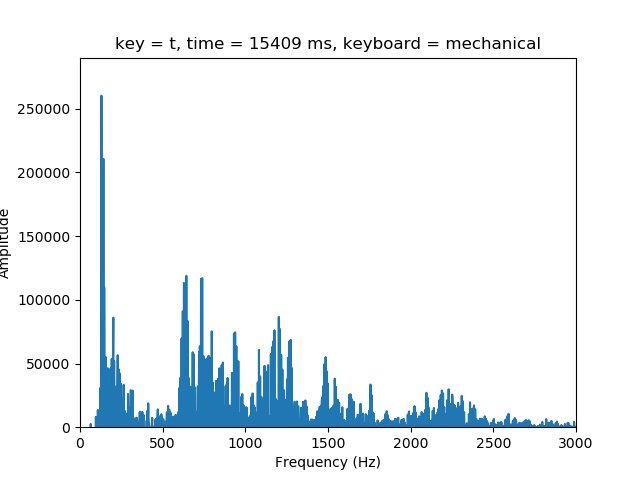 key = t, time = 15409 ms, keyboard = mechanical
Amplitude
250000
200000
150000
100000
50000
0
0 500 1000 1500 2000 2500 3000
Frequency (Hz)